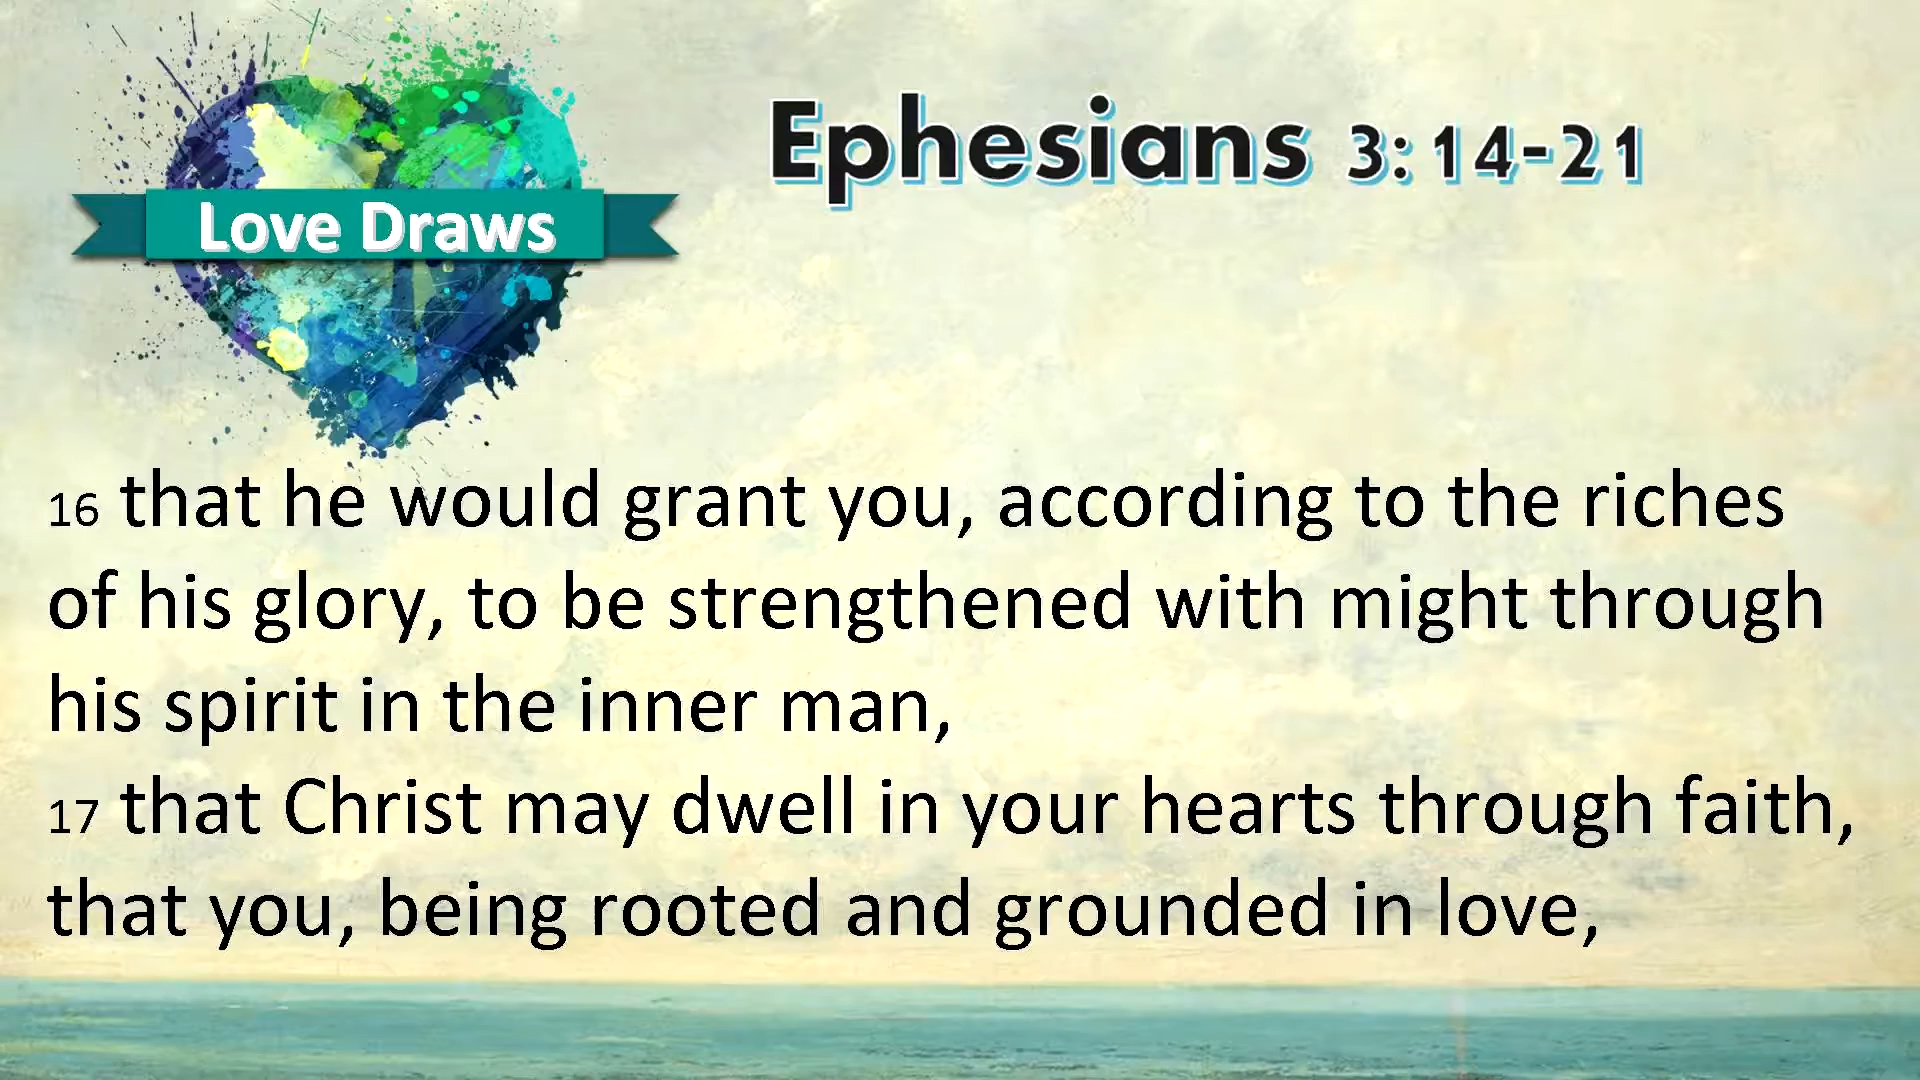 Love Draws
Ephesians 3:14-21
16 that he would grant you, according to the riches
of his glory, to be strengthened with might through
his spirit in the inner man,
17 that Christ may dwell in your hearts through faith,
that you, being rooted and grounded in love,